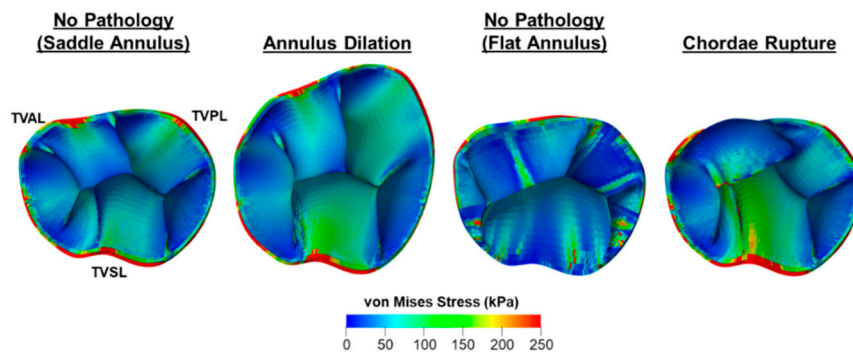 No Pathology
(Saddle Annulus)
Annulus Dilation
No Pathology
(Flat Annulus)
Chordae Rupture
TVAL
TVPL
TVSL
von Mises Stress (kPa)
0 50 100 150 200 250